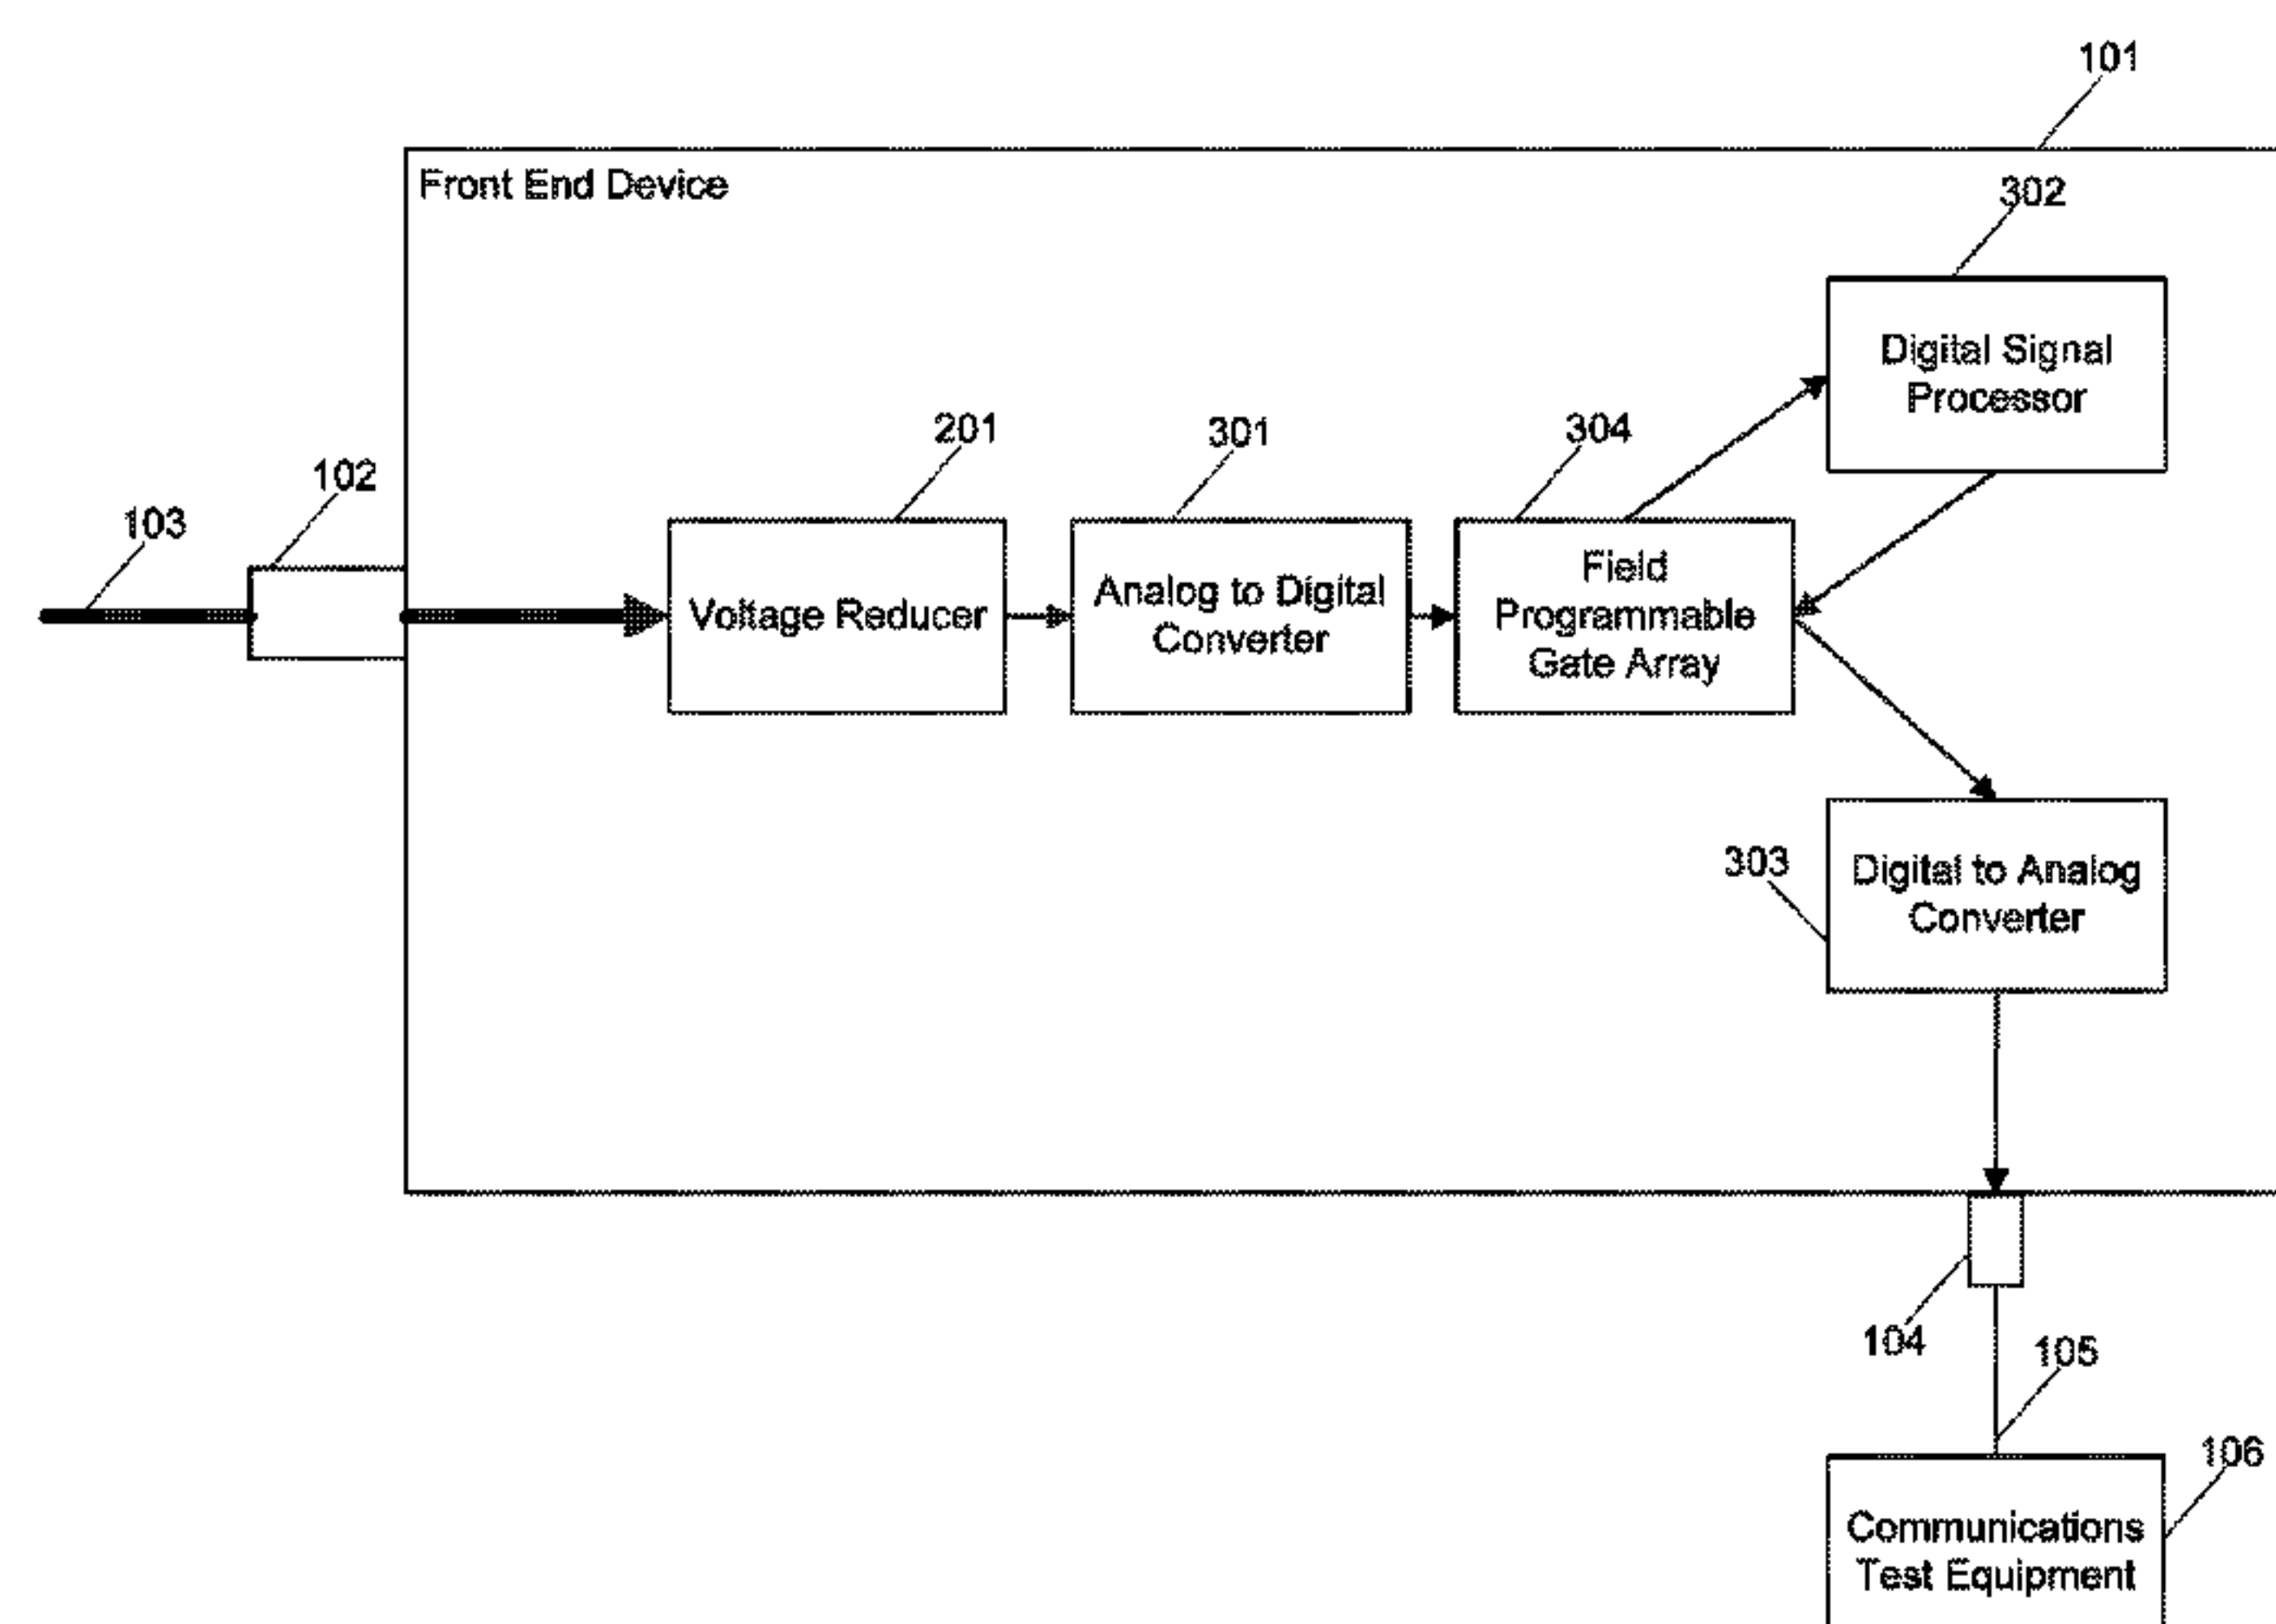 101
Front End Device
302
Digital Signal
Processor
201
301
304
102
103
Voltage Reducer
Analog to Digital
Converter
Field
Programmable
Gate Array
303
Digital to Analog
Converter
104
105
106
Communications
Test Equipment